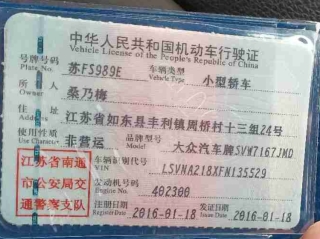 中华人民共和国机动车行驶证
Vehicle License of the People's Republic of China
号牌号码 苏F5989E 车辆类型 小型轿车
Plate No. Vehicle Type
所有人 桑乃梅
Owner
住址 江苏省如东县丰利镇周桥村十三组24号
Address
使用性质 非营运 品牌型号 大众汽车牌SVW7167JMD
Use Character Model
江苏省南通
市公安局交
通警察支队
车辆识别代号 LSVNA218XFN135529
VIN
发动机号码 402300
Engine No.
注册日期 2016-01-18 发证日期 2016-01-18
Register Date Issue Date